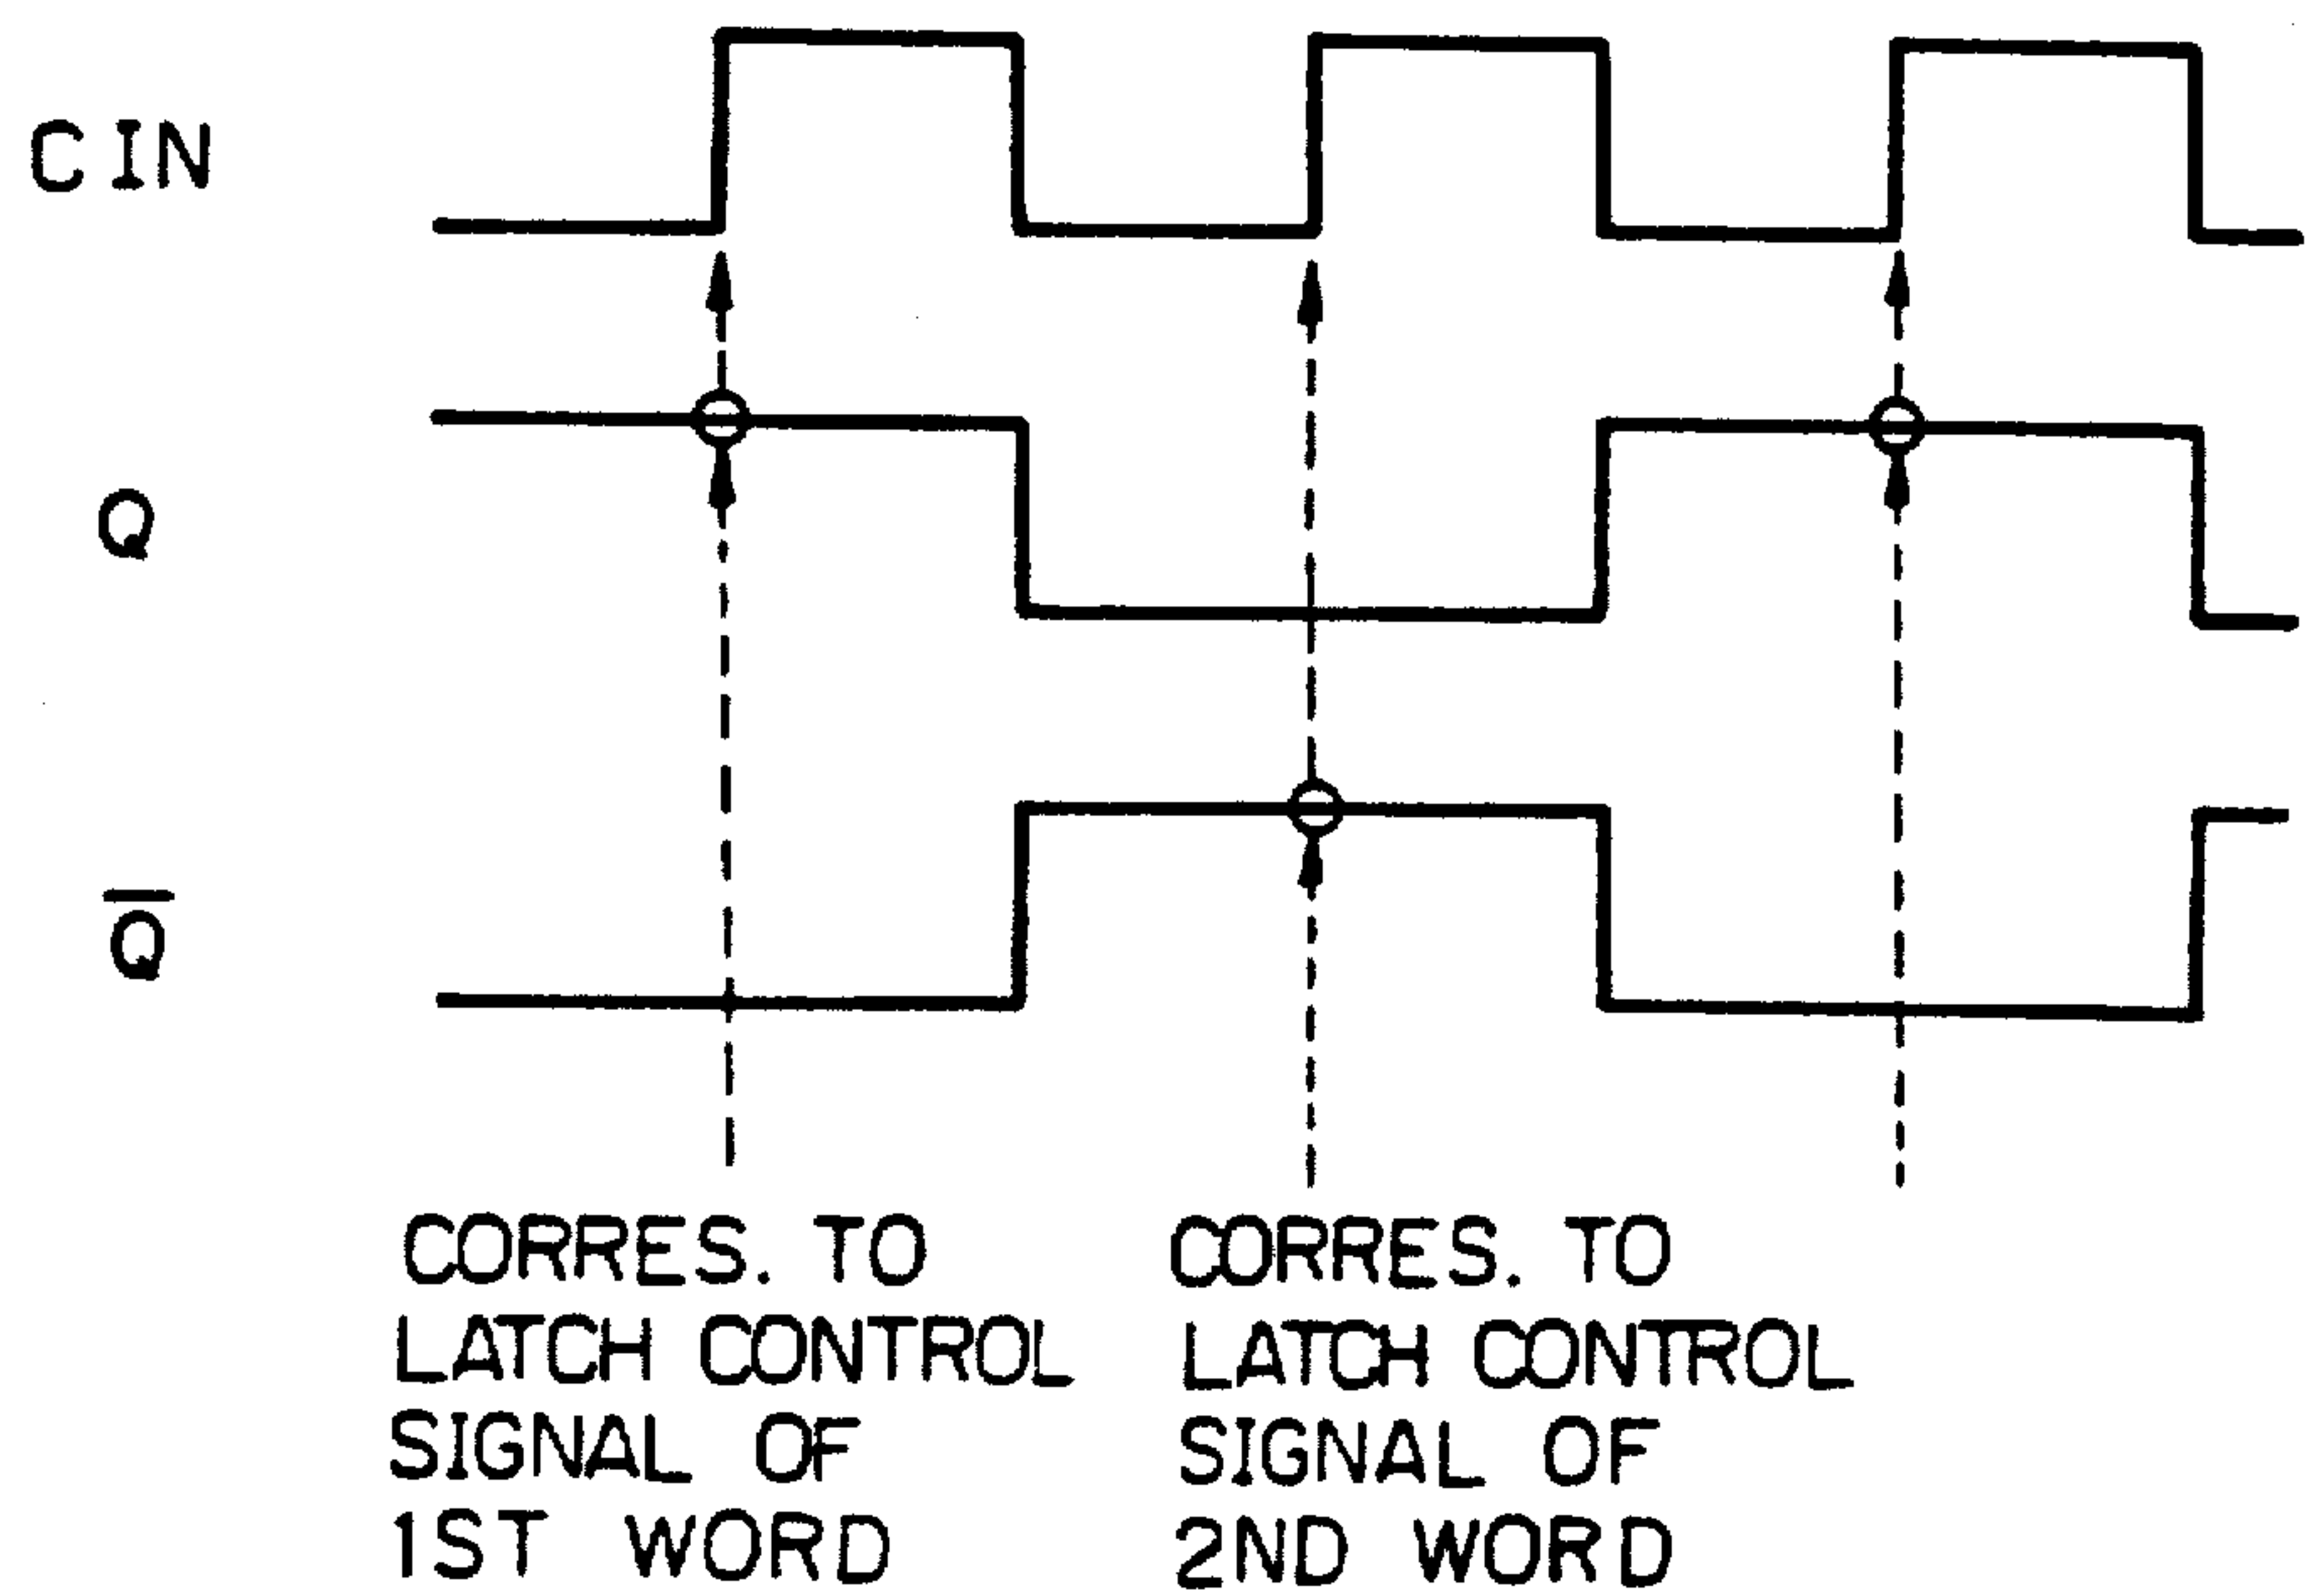 CIN
Q
Q̅
CORRES. TO
LATCH CONTROL
SIGNAL OF
1ST WORD
CORRES. TO
LATCH CONTROL
SIGNAL OF
2ND WORD